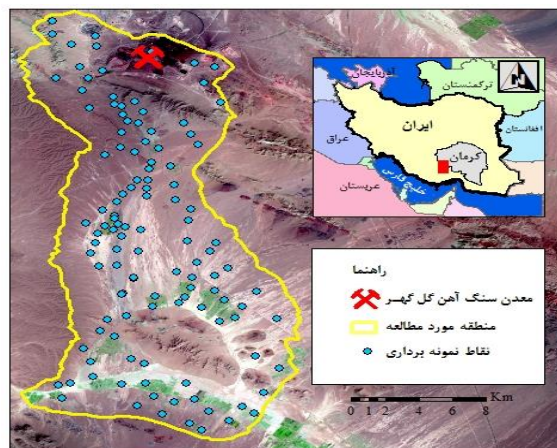 N
آذربایجان
ترکمنستان
ایران
افغانستان
عراق
کرمان
خلیج فارس
عربستان
راهنما
معدن سنگ آهن گل گهـر
منطقه مورد مطالعه
نقاط نمونه برداری
Km
0 1 2 4 6 8